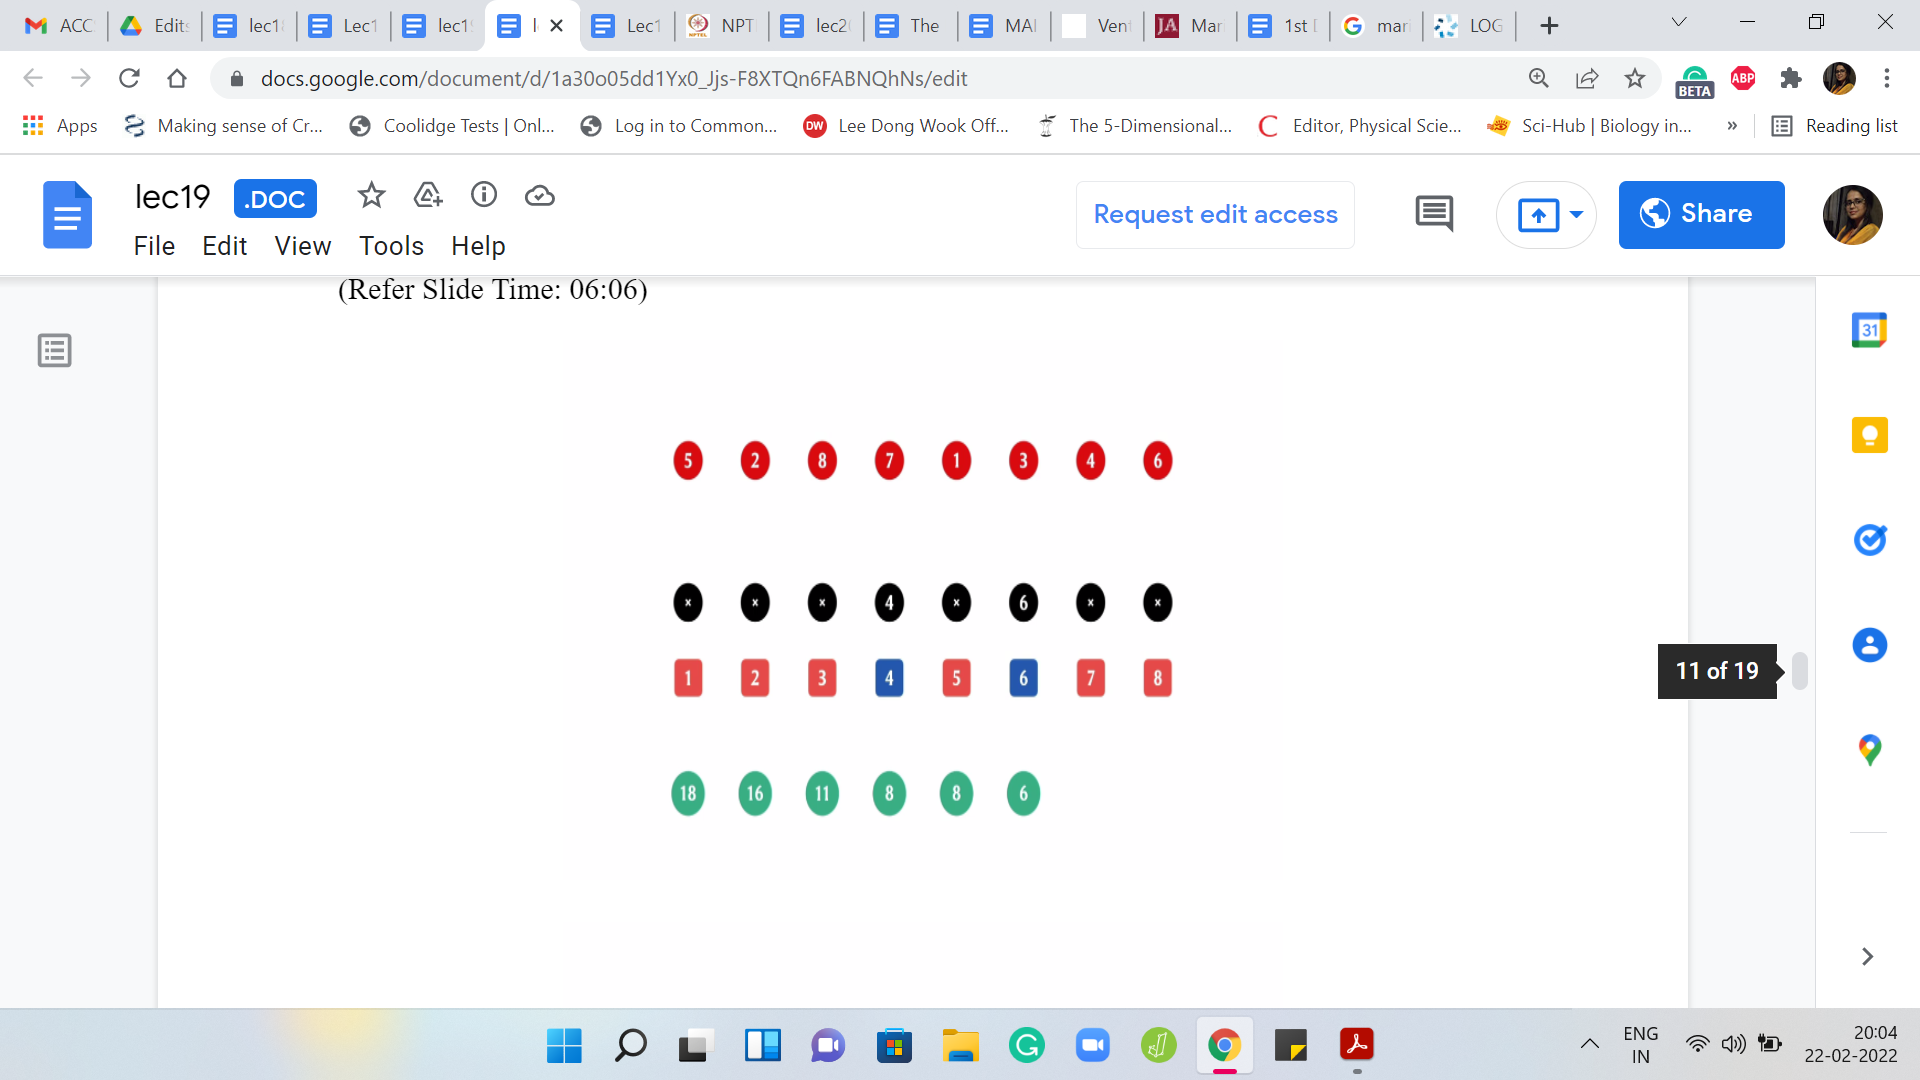 ACC Edits lec1 Lec1 lec1 l Lec1 NPT lec2 The MAI Ven Mar 1st mar LOG
docs.google.com/document/d/1a30o05dd1Yx0_Jjs-F8XTQn6FABNQhNs/edit
BETA ABP
Apps Making sense of Cr... Coolidge Tests | Onl... Log in to Common... DW Lee Dong Wook Off... The 5-Dimensional... Editor, Physical Scie... Sci-Hub | Biology in... » Reading list
lec19 .DOC
Request edit access Share
File Edit View Tools Help
(Refer Slide Time: 06:06)
31
5 2 8 7 1 3 4 6
× × × 4 × 6 × ×
1 2 3 4 5 6 7 8
11 of 19
18 16 11 8 8 6
ENG 20:04
IN 22-02-2022